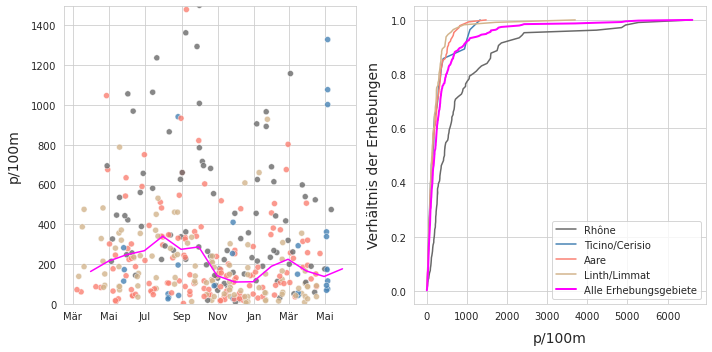 1400
1200
1000
800
600
400
200
0
p/100m
Mär
Mai
Jul
Sep
Nov
Jan
Mär
Mai
1.0
0.8
0.6
0.4
0.2
0.0
Verhältnis der Erhebungen
Rhône
Ticino/Cerisio
Aare
Linth/Limmat
Alle Erhebungsgebiete
0
1000
2000
3000
4000
5000
6000
p/100m